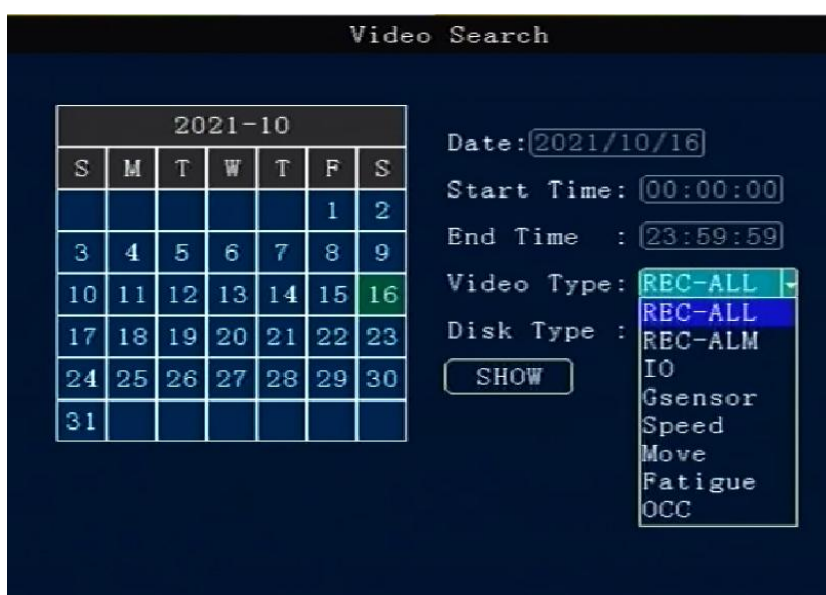 Video Search
2021-10
S M T W T F S
1 2
3 4 5 6 7 8 9
10 11 12 13 14 15 16
17 18 19 20 21 22 23
24 25 26 27 28 29 30
31
Date:2021/10/16
Start Time:00:00:00
End Time :23:59:59
Video Type:REC-ALL
Disk Type :
SHOW
REC-ALL
REC-ALM
IO
Gsensor
Speed
Move
Fatigue
OCC